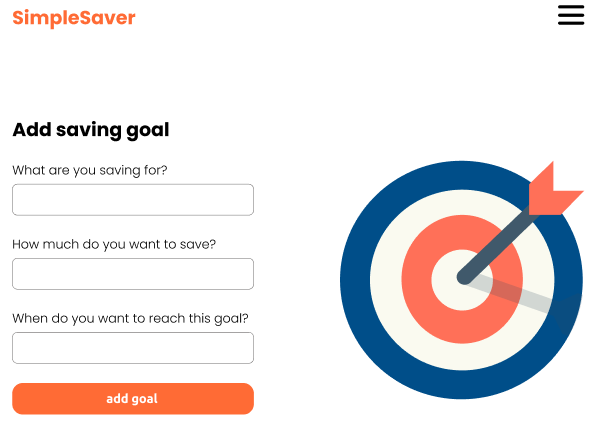 SimpleSaver
Add saving goal
What are you saving for?
How much do you want to save?
When do you want to reach this goal?
add goal